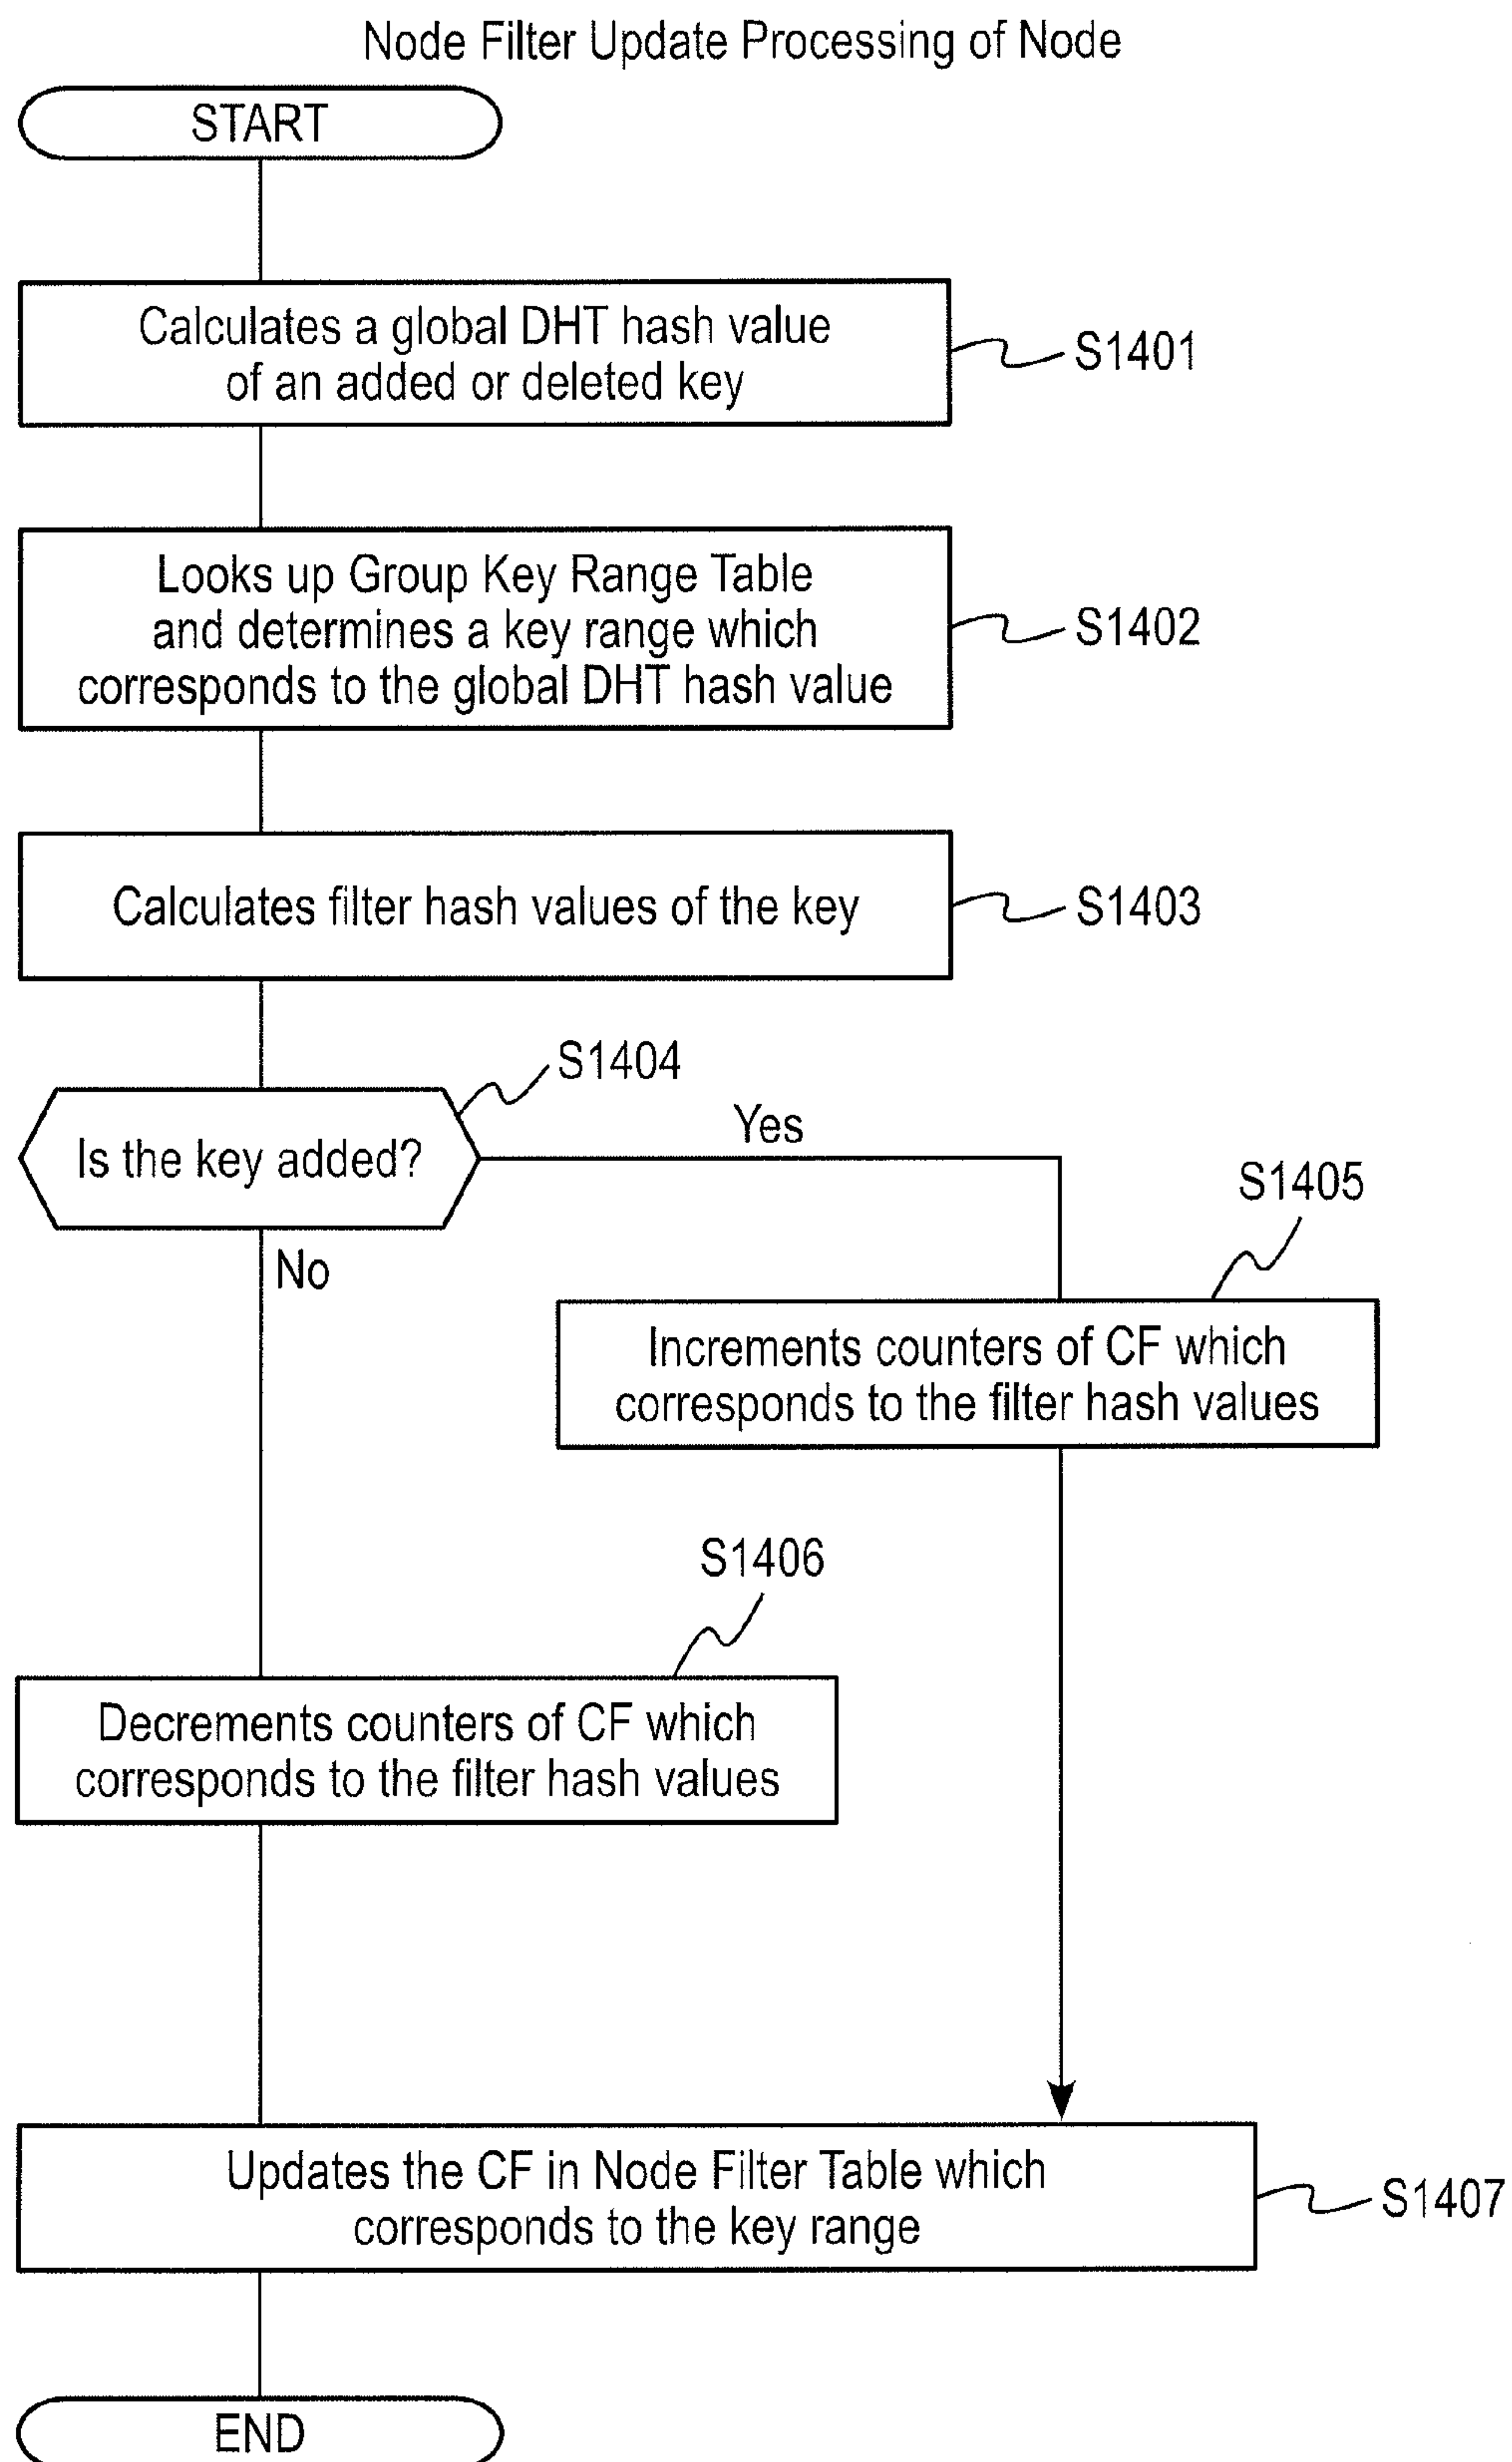 Node Filter Update Processing of Node
START
Calculates a global DHT hash value
of an added or deleted key
S1401
Looks up Group Key Range Table
and determines a key range which
corresponds to the global DHT hash value
S1402
Calculates filter hash values of the key
S1403
S1404
Is the key added?
Yes
No
S1405
Increments counters of CF which
corresponds to the filter hash values
S1406
Decrements counters of CF which
corresponds to the filter hash values
Updates the CF in Node Filter Table which
corresponds to the key range
S1407
END